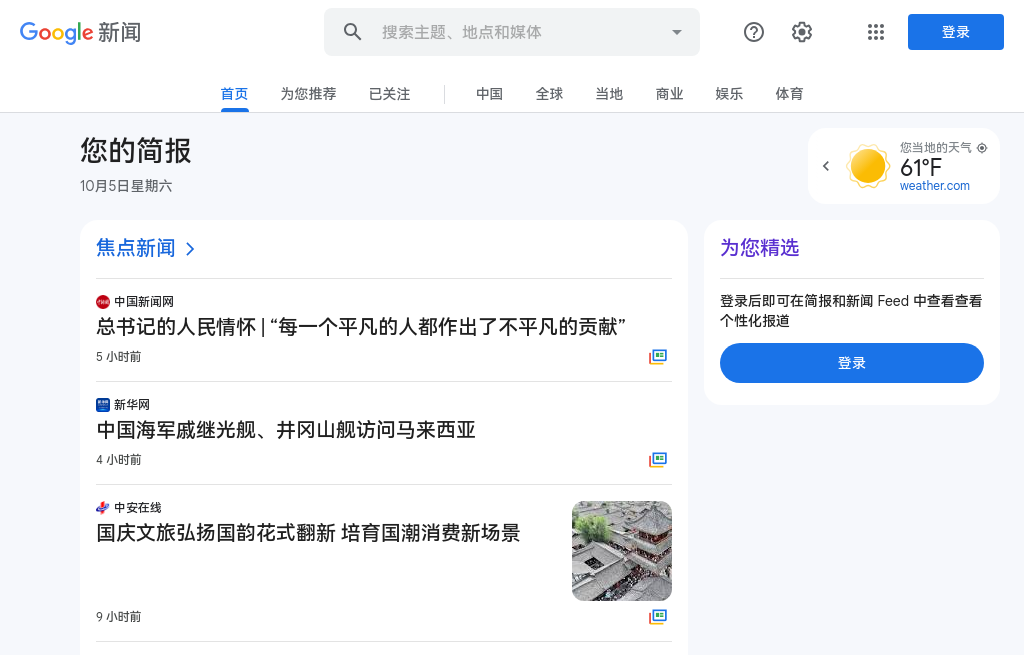 Google 新闻
搜索主题、地点和媒体
登录
首页 为您推荐 已关注 中国 全球 当地 商业 娱乐 体育
您的简报
10月5日星期六
您当地的天气
61°F
weather.com
焦点新闻
中国新闻网
总书记的人民情怀 | “每一个平凡的人都作出了不平凡的贡献”
5 小时前
新华网
中国海军戚继光舰、井冈山舰访问马来西亚
4 小时前
中安在线
国庆文旅弘扬国韵花式翻新 培育国潮消费新场景
9 小时前
为您精选
登录后即可在简报和新闻 Feed 中查看查看
个性化报道
登录